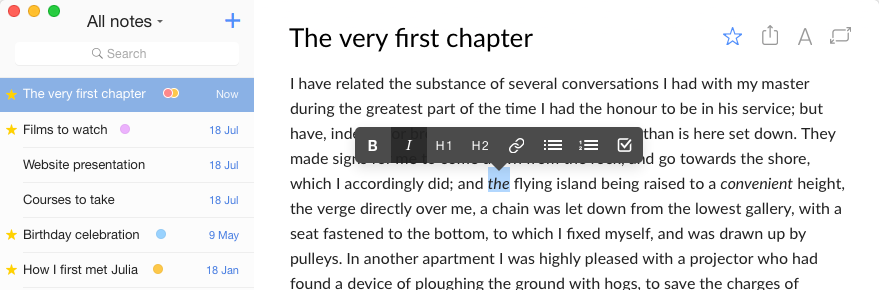 All notes
Search
The very first chapter Now
Films to watch 18 Jul
Website presentation 18 Jul
Courses to take 18 Jul
Birthday celebration 9 May
How I first met Julia 18 Jan
The very first chapter
A
I have related the substance of several conversations I had with my master
during the greatest part of the time I had the honour to be in his service; but
have, than is here set down. They
B I H1 H2
made and go towards the shore,
which I accordingly did; and the flying island being raised to a convenient height,
the verge directly over me, a chain was let down from the lowest gallery, with a
seat fastened to the bottom, to which I fixed myself, and was drawn up by
pulleys. In another apartment I was highly pleased with a projector who had
found a device of ploughing the ground with hogs, to save the charges of